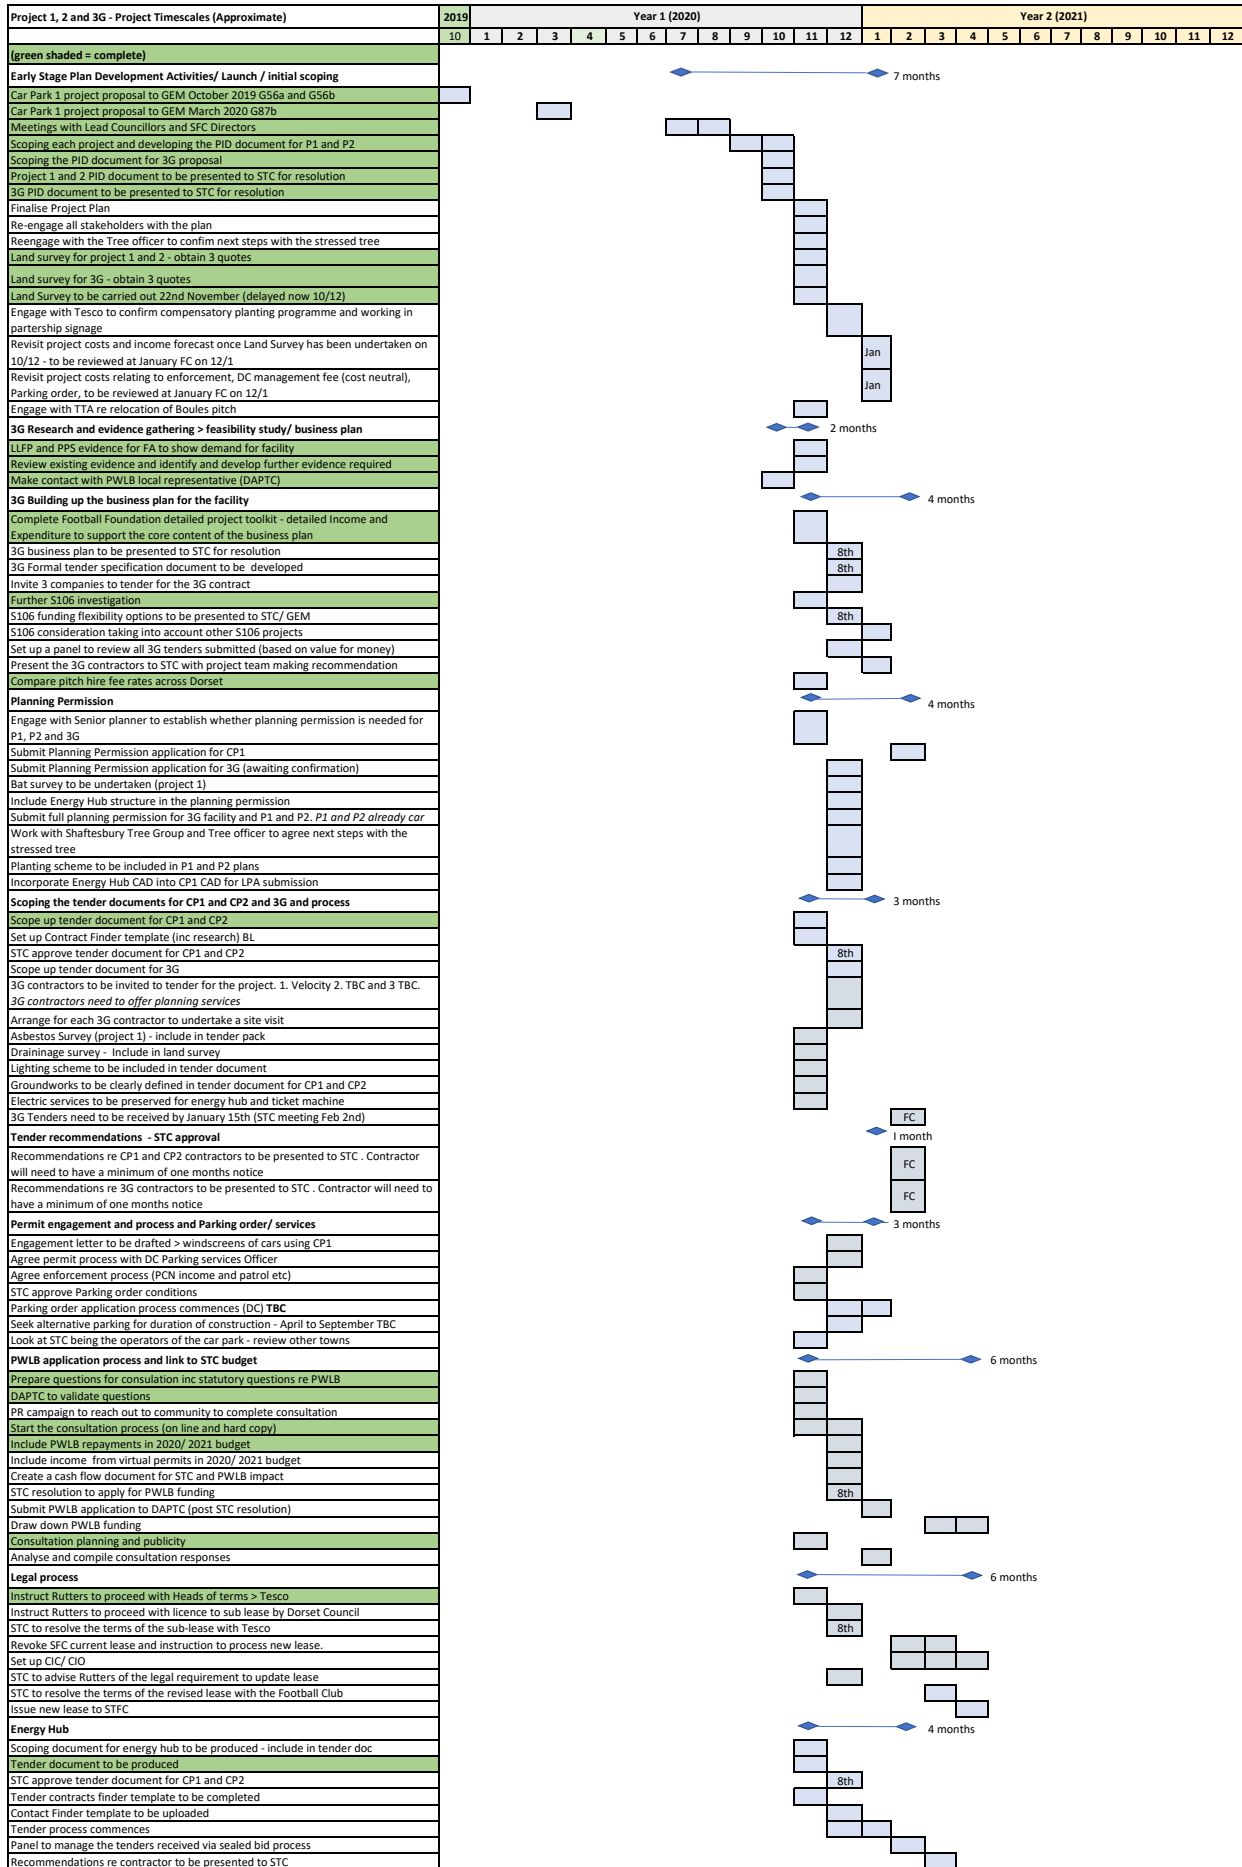 Project 1, 2 and 3G - Project Timescales (Approximate) 2019 Year 1 (2020) Year 2 (2021)
10 1 2 3 4 5 6 7 8 9 10 11 12 1 2 3 4 5 6 7 8 9 10 11 12
(green shaded = complete)
Early Stage Plan Development Activities/ Launch / initial scoping 7 months
Car Park 1 project proposal to GEM October 2019 G56a and G56b
Car Park 1 project proposal to GEM March 2020 G87b
Meetings with Lead Councillors and SFC Directors
Scoping each project and developing the PID document for P1 and P2
Scoping the PID document for 3G proposal
Project 1 and 2 PID document to be presented to STC for resolution
3G PID document to be presented to STC for resolution
Finalise Project Plan
Re-engage all stakeholders with the plan
Reengage with the Tree officer to confim next steps with the stressed tree
Land survey for project 1 and 2 - obtain 3 quotes
Land survey for 3G - obtain 3 quotes
Land Survey to be carried out 22nd November (delayed now 10/12)
Engage with Tesco to confirm compensatory planting programme and working in
partership signage
Revisit project costs and income forecast once Land Survey has been undertaken on
10/12 - to be reviewed at January FC on 12/1 Jan
Revisit project costs relating to enforcement, DC management fee (cost neutral),
Parking order, to be reviewed at January FC on 12/1 Jan
Engage with TTA re relocation of Boules pitch
3G Research and evidence gathering > feasibility study/ business plan 2 months
LLFP and PPS evidence for FA to show demand for facility
Review existing evidence and identify and develop further evidence required
Make contact with PWLB local representative (DAPTC)
3G Building up the business plan for the facility 4 months
Complete Football Foundation detailed project toolkit - detailed Income and
Expenditure to support the core content of the business plan
3G business plan to be presented to STC for resolution 8th
3G Formal tender specification document to be  developed 8th
Invite 3 companies to tender for the 3G contract
Further S106 investigation
S106 funding flexibility options to be presented to STC/ GEM 8th
S106 consideration taking into account other S106 projects
Set up a panel to review all 3G tenders submitted (based on value for money)
Present the 3G contractors to STC with project team making recommendation
Compare pitch hire fee rates across Dorset
Planning Permission 4 months
Engage with Senior planner to establish whether planning permission is needed for
P1, P2 and 3G
Submit Planning Permission application for CP1
Submit Planning Permission application for 3G (awaiting confirmation)
Bat survey to be undertaken (project 1)
Include Energy Hub structure in the planning permission
Submit full planning permission for 3G facility and P1 and P2. P1 and P2 already car
Work with Shaftesbury Tree Group and Tree officer to agree next steps with the
stressed tree
Planting scheme to be included in P1 and P2 plans
Incorporate Energy Hub CAD into CP1 CAD for LPA submission
Scoping the tender documents for CP1 and CP2 and 3G and process 3 months
Scope up tender document for CP1 and CP2
Set up Contract Finder template (inc research) BL
STC approve tender document for CP1 and CP2 8th
Scope up tender document for 3G
3G contractors to be invited to tender for the project. 1. Velocity 2. TBC and 3 TBC.
3G contractors need to offer planning services
Arrange for each 3G contractor to undertake a site visit
Asbestos Survey (project 1) - include in tender pack
Draininage survey -  Include in land survey
Lighting scheme to be included in tender document
Groundworks to be clearly defined in tender document for CP1 and CP2
Electric services to be preserved for energy hub and ticket machine
3G Tenders need to be received by January 15th (STC meeting Feb 2nd) FC
Tender recommendations  - STC approval I month
Recommendations re CP1 and CP2 contractors to be presented to STC . Contractor
will need to have a minimum of one months notice FC
Recommendations re 3G contractors to be presented to STC . Contractor will need to
have a minimum of one months notice FC
Permit engagement and process and Parking order/ services 3 months
Engagement letter to be drafted > windscreens of cars using CP1
Agree permit process with DC Parking services Officer
Agree enforcement process (PCN income and patrol etc)
STC approve Parking order conditions
Parking order application process commences (DC) TBC
Seek alternative parking for duration of construction - April to September TBC
Look at STC being the operators of the car park - review other towns
PWLB application process and link to STC budget 6 months
Prepare questions for consulation inc statutory questions re PWLB
DAPTC to validate questions
PR campaign to reach out to community to complete consultation
Start the consultation process (on line and hard copy)
Include PWLB repayments in 2020/ 2021 budget
Include income  from virtual permits in 2020/ 2021 budget
Create a cash flow document for STC and PWLB impact
STC resolution to apply for PWLB funding 8th
Submit PWLB application to DAPTC (post STC resolution)
Draw down PWLB funding
Consultation planning and publicity
Analyse and compile consultation responses
Legal process 6 months
Instruct Rutters to proceed with Heads of terms > Tesco
Instruct Rutters to proceed with licence to sub lease by Dorset Council
STC to resolve the terms of the sub-lease with Tesco 8th
Revoke SFC current lease and instruction to process new lease.
Set up CIC/ CIO
STC to advise Rutters of the legal requirement to update lease
STC to resolve the terms of the revised lease with the Football Club
Issue new lease to STFC
Energy Hub 4 months
Scoping document for energy hub to be produced - include in tender doc
Tender document to be produced
STC approve tender document for CP1 and CP2 8th
Tender contracts finder template to be completed
Contact Finder template to be uploaded
Tender process commences
Panel to manage the tenders received via sealed bid process
Recommendations re contractor to be presented to STC